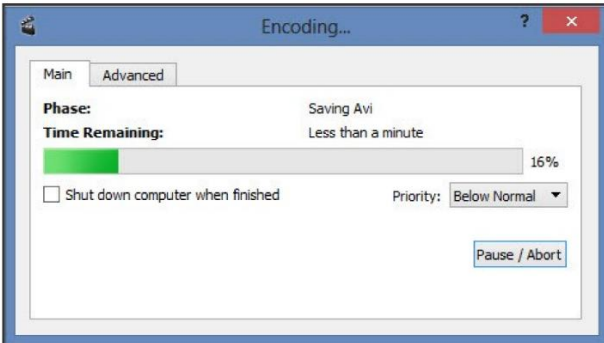 Encoding...
?
Main Advanced
Phase: Saving Avi
Time Remaining: Less than a minute
16%
Shut down computer when finished Priority: Below Normal
Pause / Abort